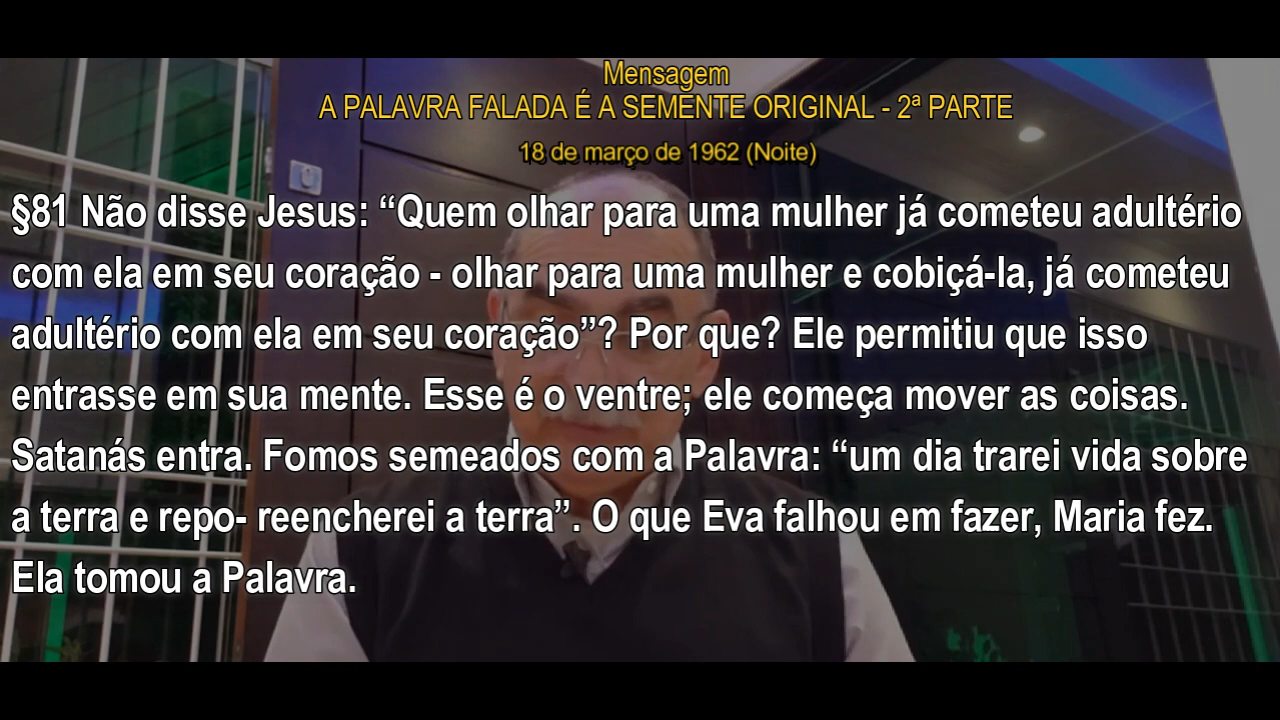 Mensagem
A PALAVRA FALADA É A SEMENTE ORIGINAL - 2ª PARTE
18 de março de 1962 (Noite)
§81 Não disse Jesus: “Quem olhar para uma mulher já cometeu adultério
com ela em seu coração - olhar para uma mulher e cobiçá-la, já cometeu
adultério com ela em seu coração”? Por que? Ele permitiu que isso
entrasse em sua mente. Esse é o ventre; ele começa mover as coisas.
Satanás entra. Fomos semeados com a Palavra: “um dia trarei vida sobre
a terra e repo- reencherei a terra”. O que Eva falhou em fazer, Maria fez.
Ela tomou a Palavra.